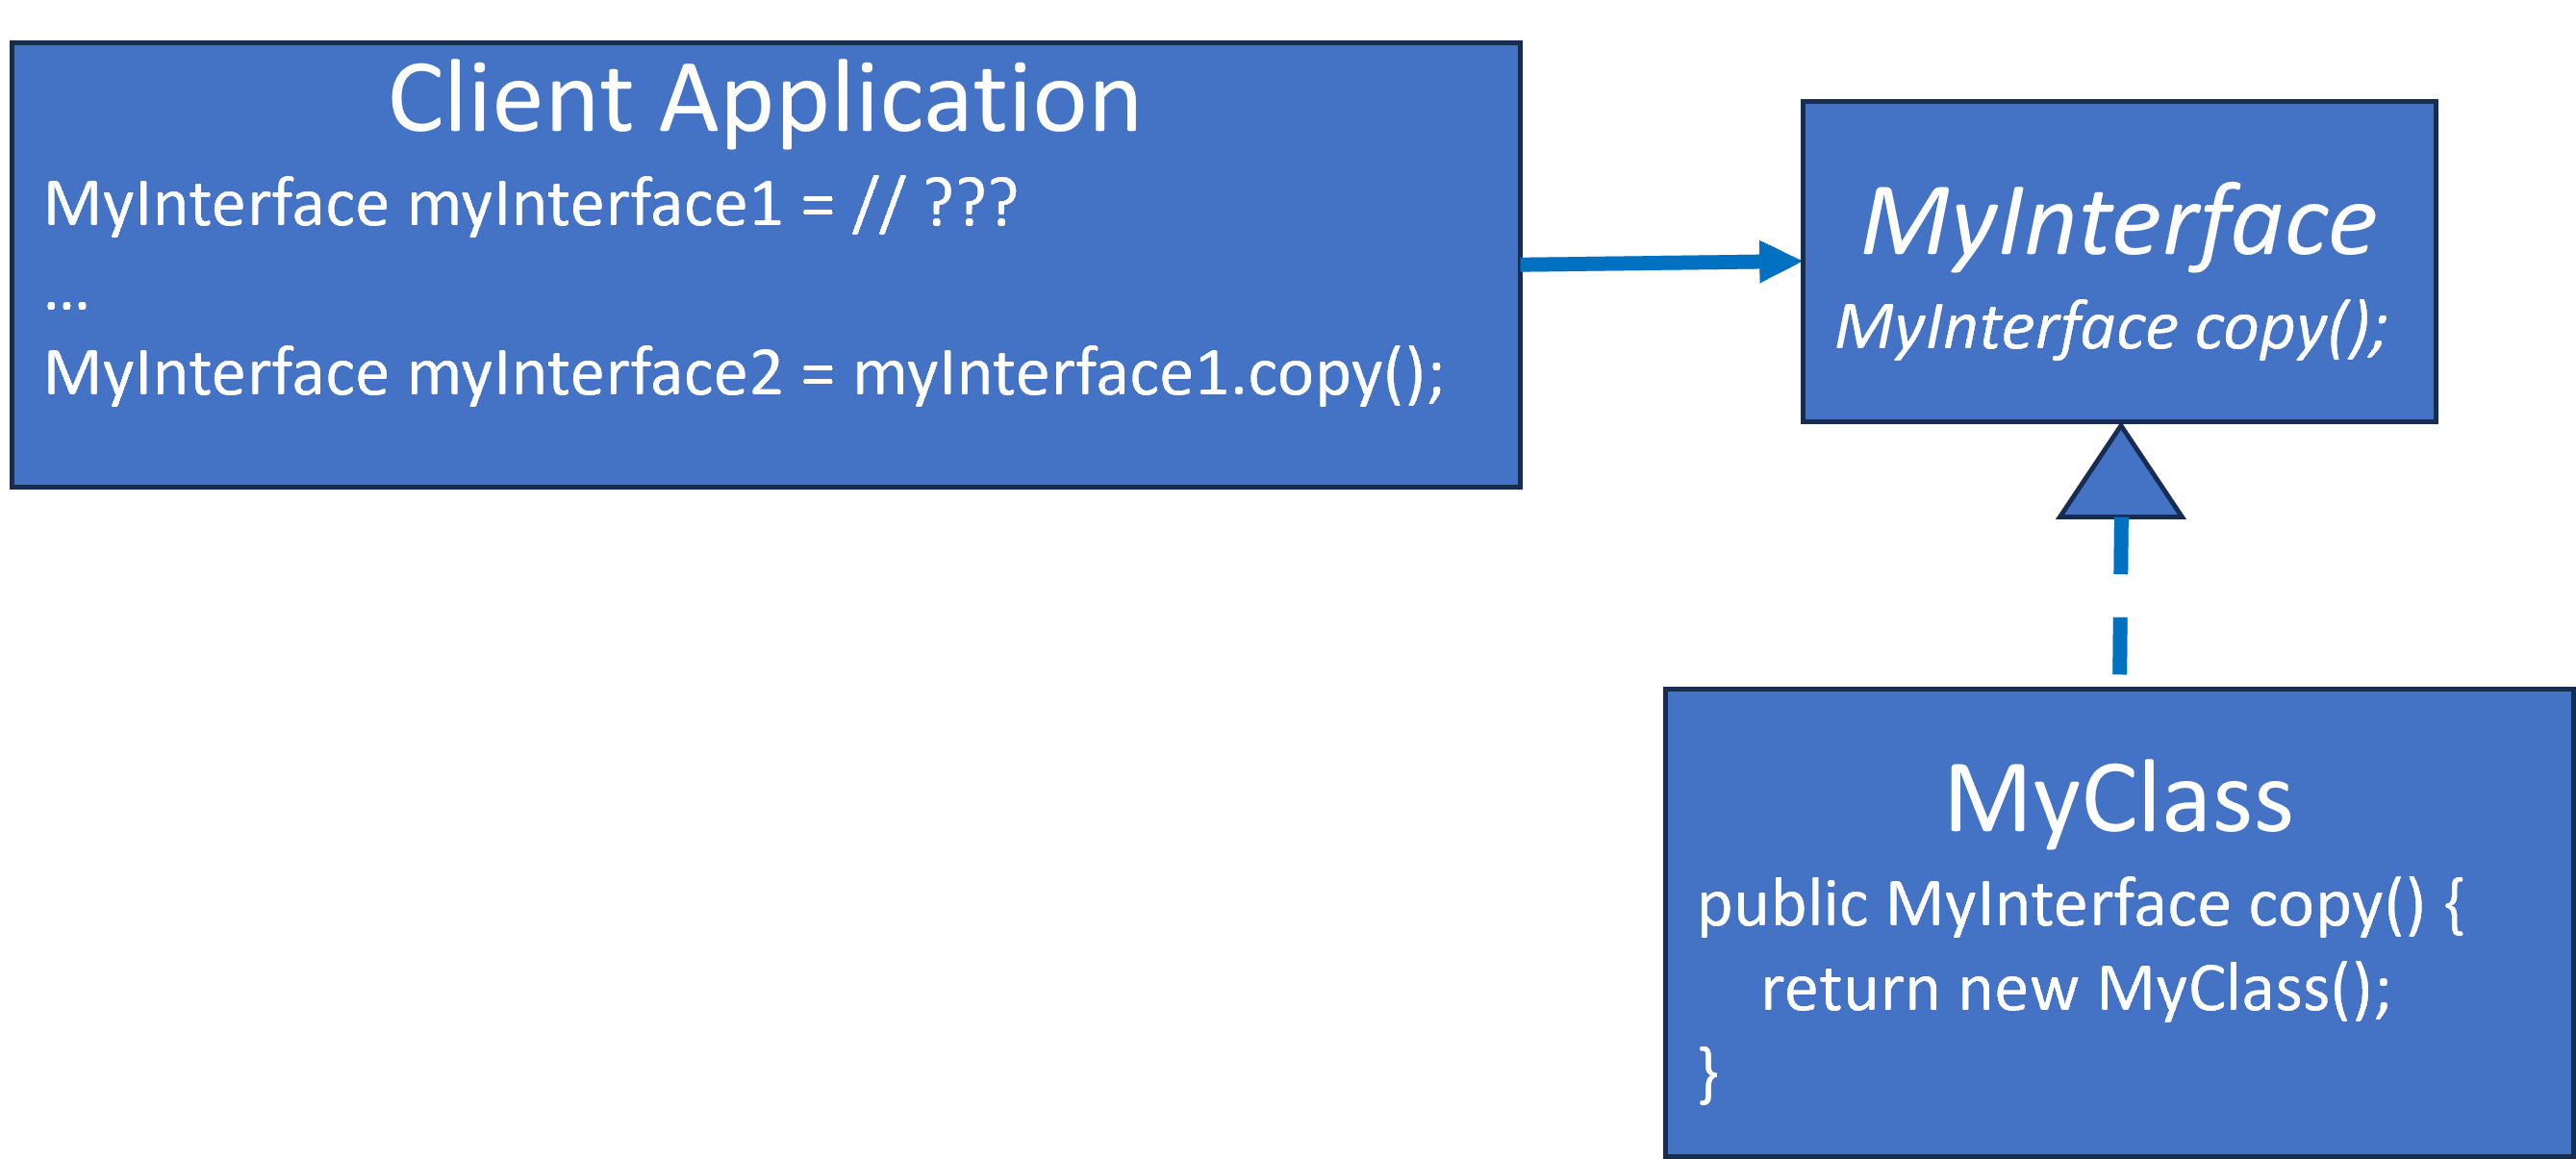 Client Application
MyInterface myInterface1 = // ???
...
MyInterface myInterface2 = myInterface1.copy();
MyInterface
MyInterface copy();
MyClass
public MyInterface copy() {
return new MyClass();
}